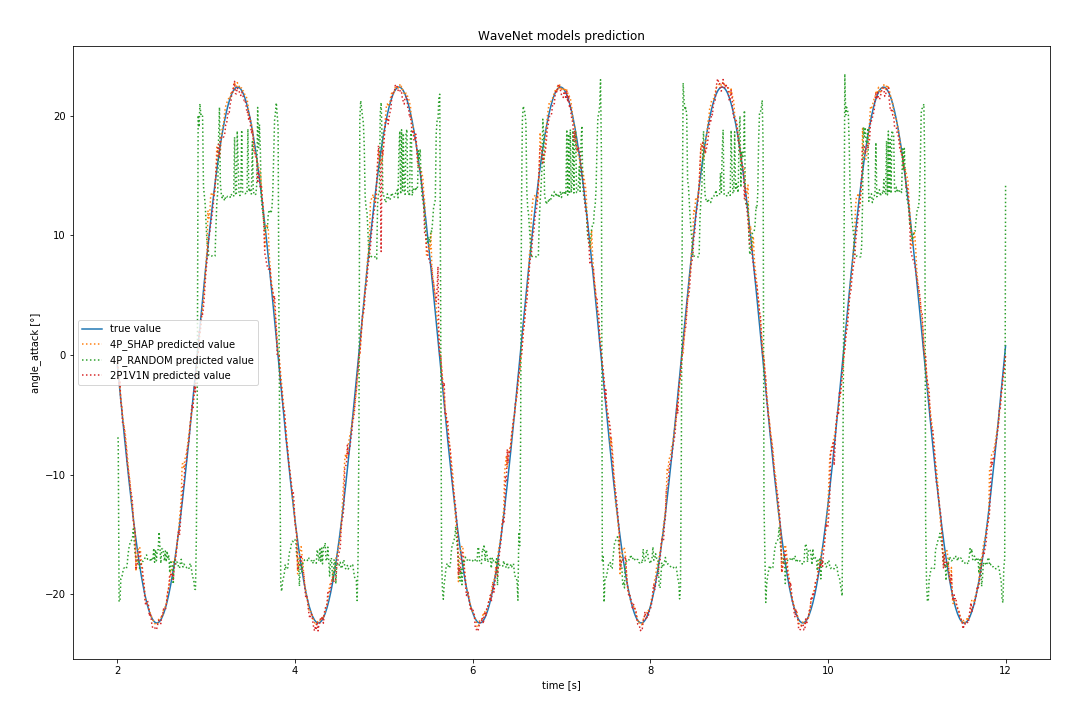 WaveNet models prediction
angle_attack [°]
20
10
0
−10
−20
true value
4P_SHAP predicted value
4P_RANDOM predicted value
2P1V1N predicted value
2
4
6
8
10
12
time [s]